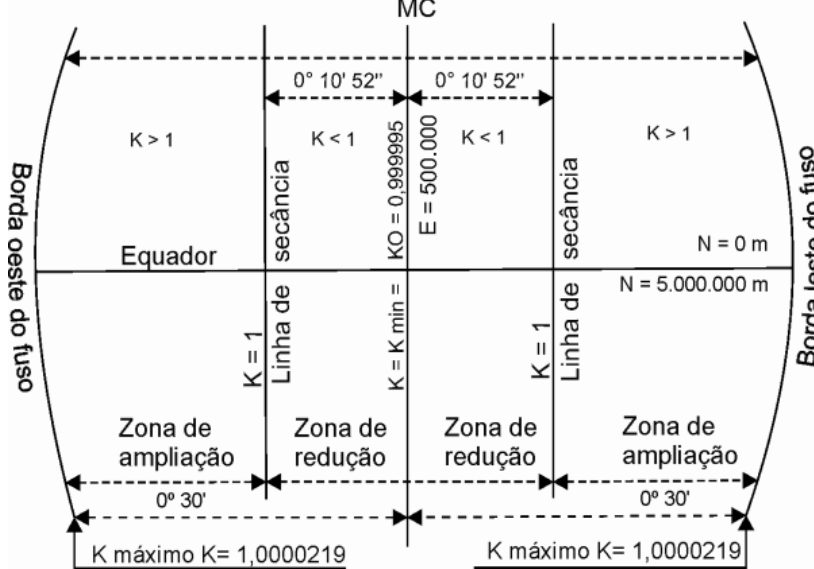 MC
0° 10' 52"
0° 10' 52"
K > 1
K < 1
K < 1
K > 1
KO = 0,999995
E = 500.000
secância
secância
Borda oeste do fuso
Borda leste do fuso
Equador
N = 0 m
N = 5.000.000 m
K = 1
Linha de
K = K min =
K = 1
Linha de
Zona de
ampliação
Zona de
redução
Zona de
redução
Zona de
ampliação
0º 30'
0º 30'
K máximo K= 1,0000219
K máximo K= 1,0000219